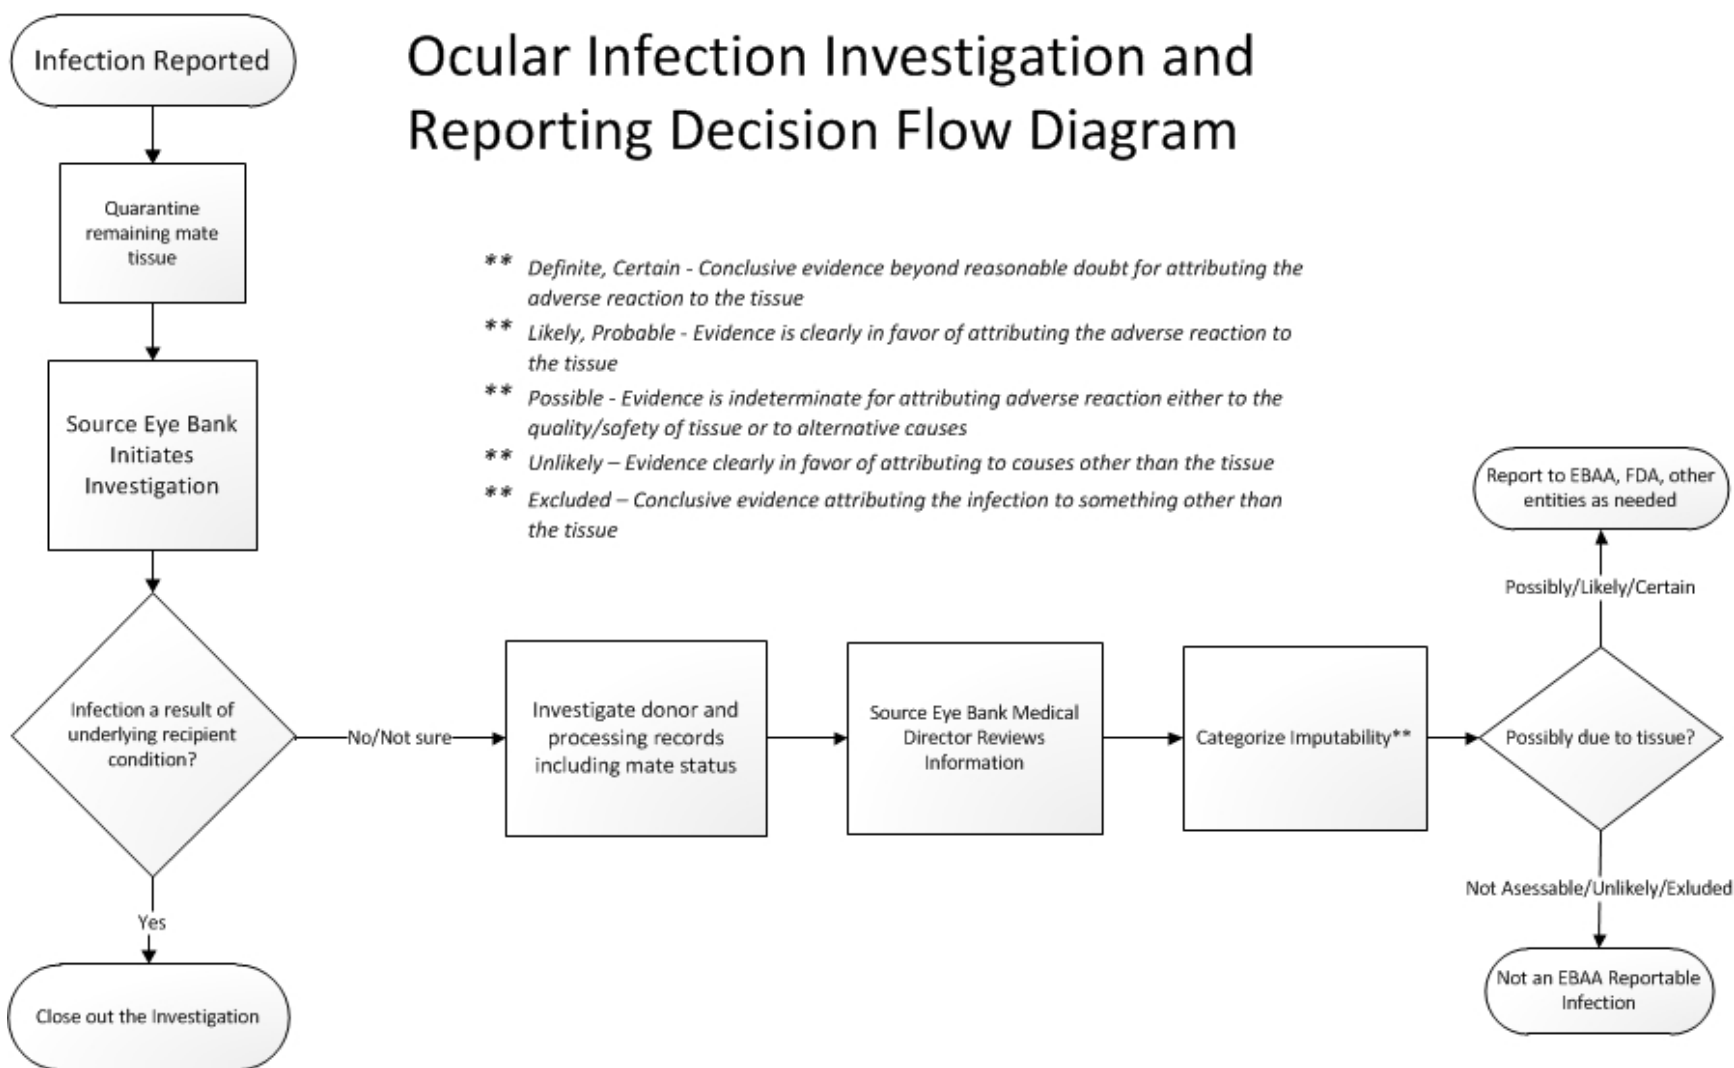 Infection Reported
Ocular Infection Investigation and
Reporting Decision Flow Diagram
Quarantine
remaining mate
tissue
** Definite, Certain - Conclusive evidence beyond reasonable doubt for attributing the
adverse reaction to the tissue
** Likely, Probable - Evidence is clearly in favor of attributing the adverse reaction to
the tissue
** Possible - Evidence is indeterminate for attributing adverse reaction either to the
quality/safety of tissue or to alternative causes
** Unlikely – Evidence clearly in favor of attributing to causes other than the tissue
** Excluded – Conclusive evidence attributing the infection to something other than
the tissue
Source Eye Bank
Initiates
Investigation
Infection a result of
underlying recipient
condition?
No/Not sure
Yes
Close out the Investigation
Investigate donor and
processing records
including mate status
Source Eye Bank Medical
Director Reviews
Information
Categorize Imputability**
Possibly due to tissue?
Possibly/Likely/Certain
Report to EBAA, FDA, other
entities as needed
Not Asessable/Unlikely/Exluded
Not an EBAA Reportable
Infection